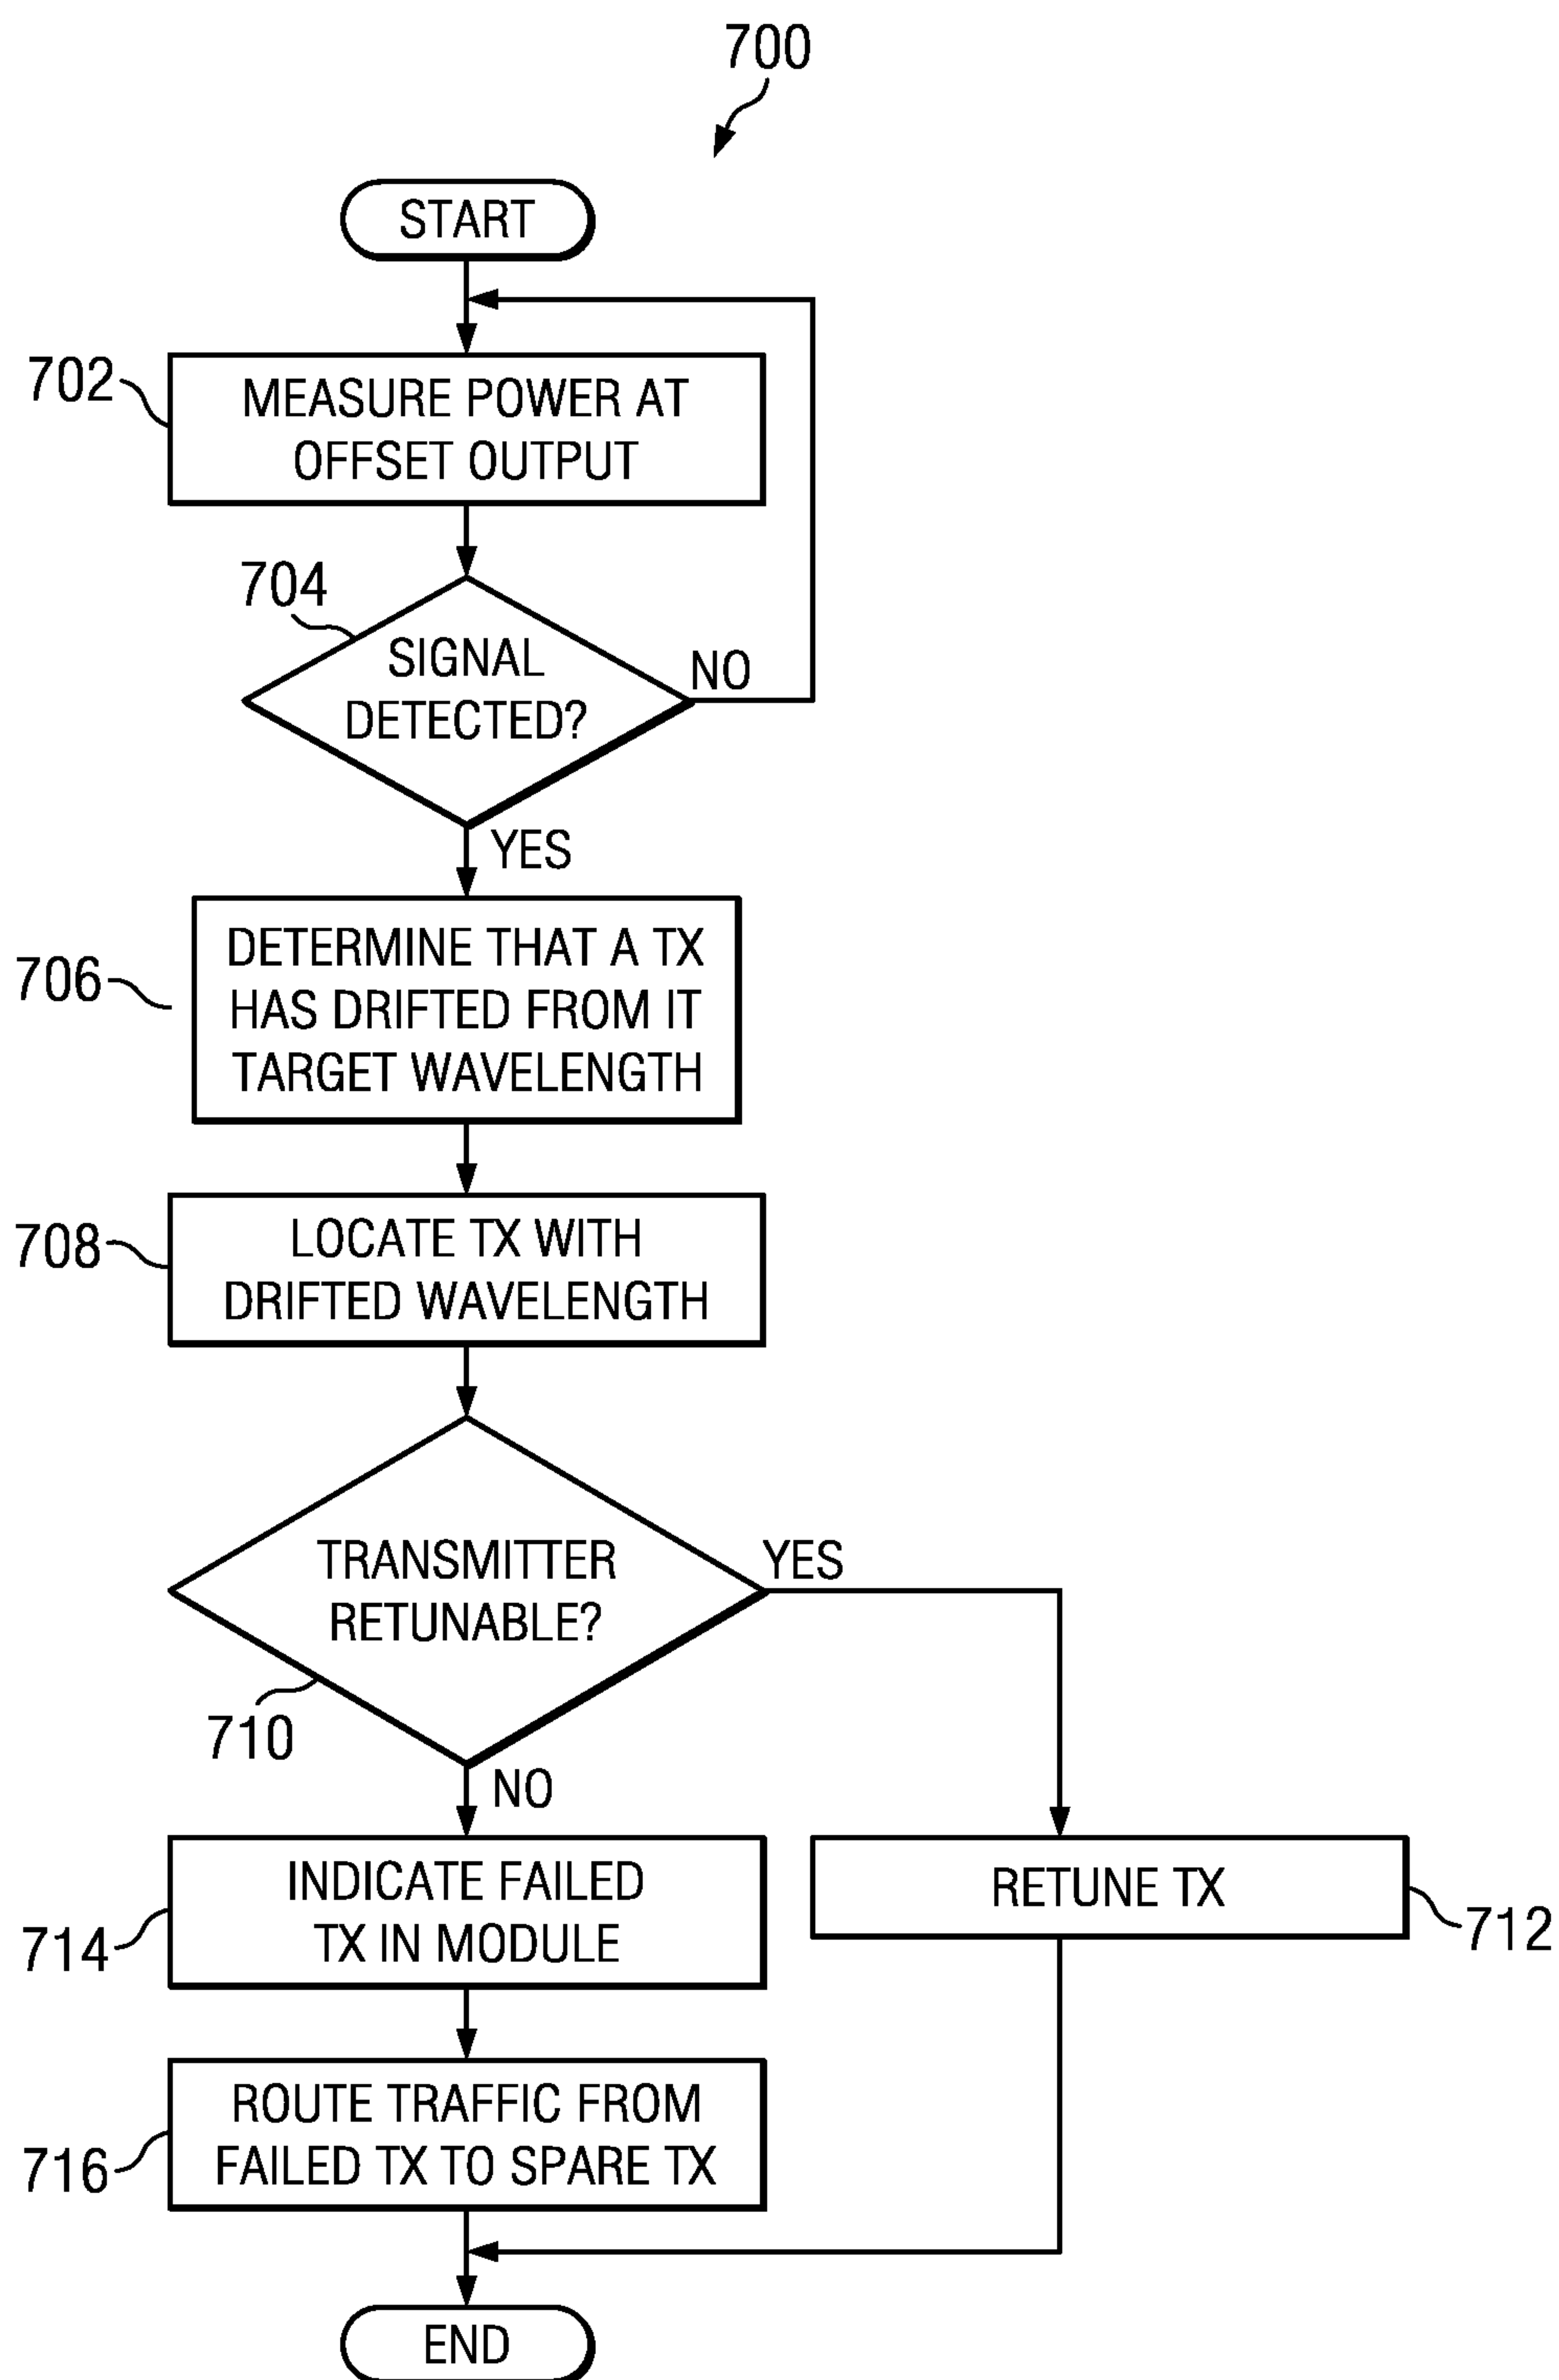 700
START
702
MEASURE POWER AT
OFFSET OUTPUT
704
SIGNAL
DETECTED?
NO
YES
706
DETERMINE THAT A TX
HAS DRIFTED FROM IT
TARGET WAVELENGTH
708
LOCATE TX WITH
DRIFTED WAVELENGTH
TRANSMITTER
RETUNABLE?
YES
710
NO
INDICATE FAILED
TX IN MODULE
714
RETUNE TX
712
ROUTE TRAFFIC FROM
FAILED TX TO SPARE TX
716
END